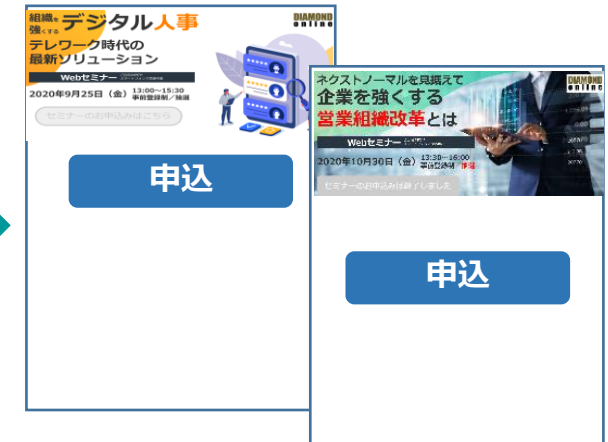 組織を
強くする
デジタル人事
テレワーク時代の
最新ソリューション
Webセミナー
2020年9月25日(金) 13:00~15:30
事前登録制/抽選
セミナーのお申込みはこちら
DIAMOND
online
申込
ネクストノーマルを見据えて
企業を強くする
営業組織改革とは
Webセミナー
2020年10月30日(金) 13:30~16:00
事前登録制/抽選
セミナーのお申込みは終了しました
DIAMOND
online
申込